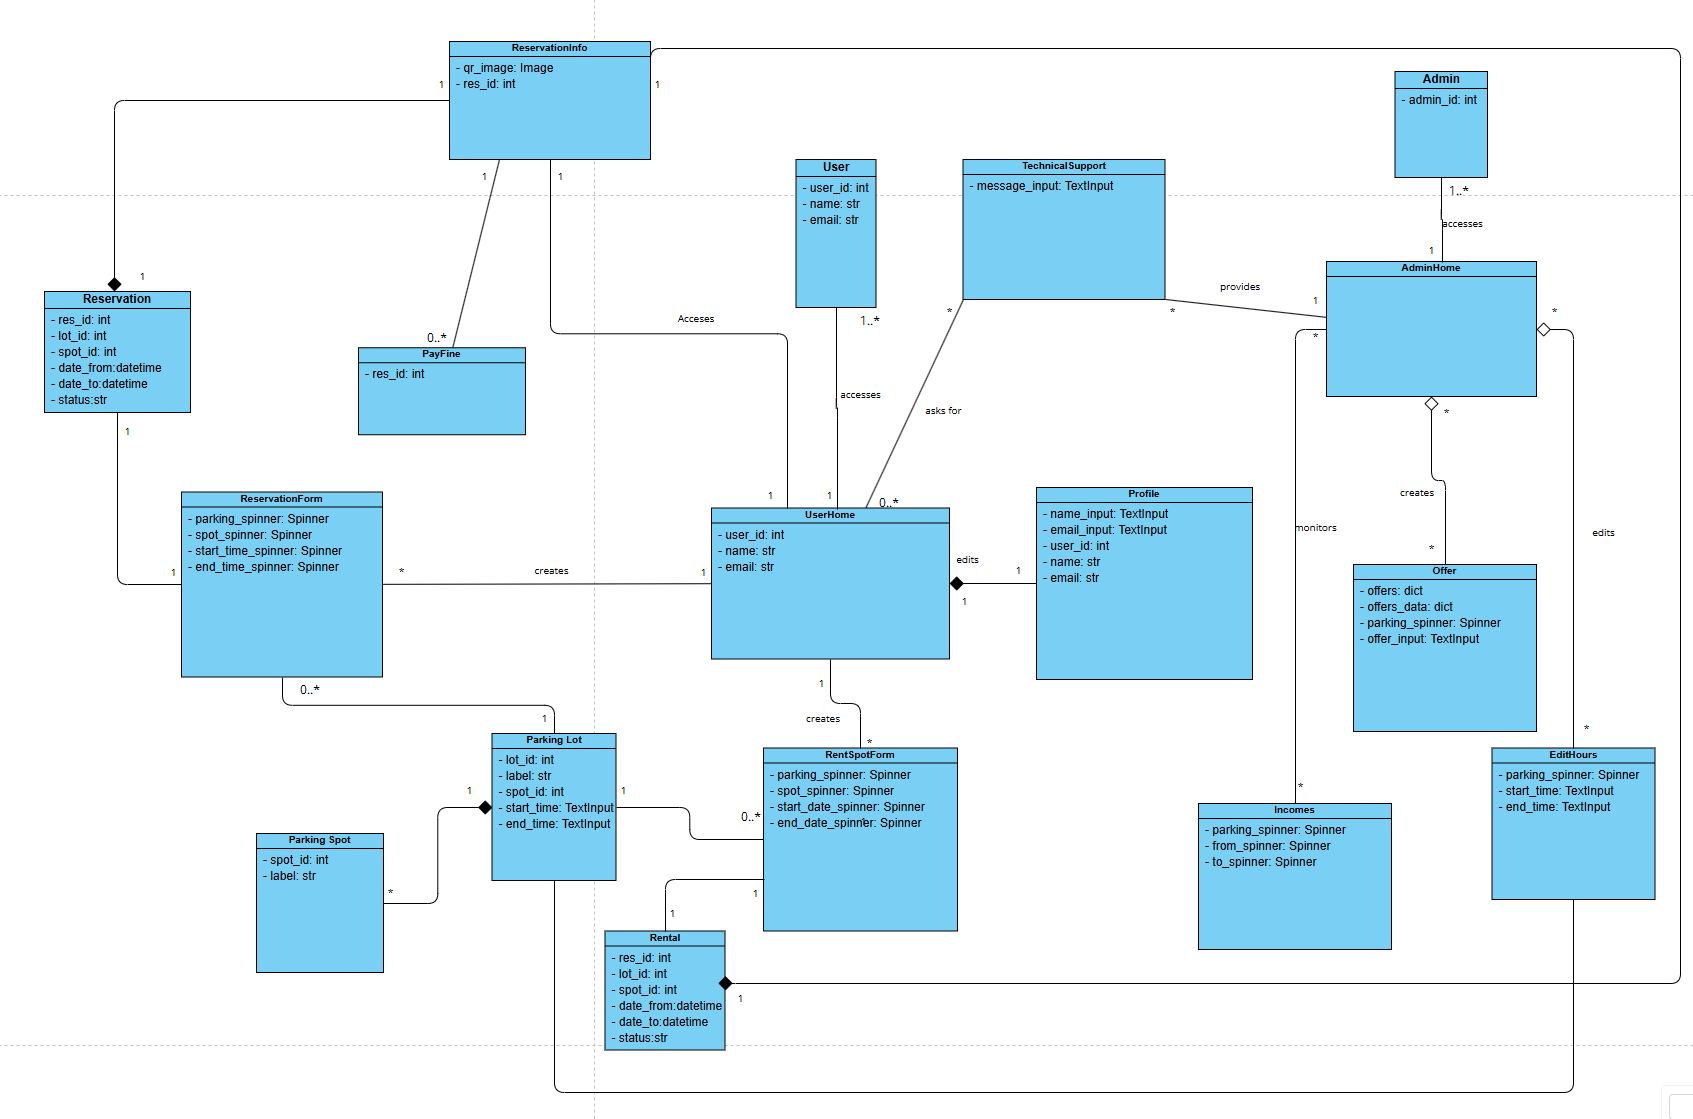 ReservationInfo
- qr_image: Image
- res_id: int
1
1
1
1
Admin
- admin_id: int
1..*
accesses
1
User
- user_id: int
- name: str
- email: str
1..*
accesses
1
TechnicalSupport
- message_input: TextInput
*
*
provides
1
asks for
0..*
AdminHome
*
*
*
1
Reservation
- res_id: int
- lot_id: int
- spot_id: int
- date_from:datetime
- date_to:datetime
- status:str
1
0..*
PayFine
- res_id: int
Acceses
1
ReservationForm
- parking_spinner: Spinner
- spot_spinner: Spinner
- start_time_spinner: Spinner
- end_time_spinner: Spinner
1
*
creates
1
0..*
UserHome
- user_id: int
- name: str
- email: str
edits
1
1
1
creates
*
Profile
- name_input: TextInput
- email_input: TextInput
- user_id: int
- name: str
- email: str
monitors
*
creates
*
Offer
- offers: dict
- offers_data: dict
- parking_spinner: Spinner
- offer_input: TextInput
edits
*
1
Parking Lot
- lot_id: int
- label: str
- spot_id: int
- start_time: TextInput
- end_time: TextInput
1
1
0..*
RentSpotForm
- parking_spinner: Spinner
- spot_spinner: Spinner
- start_date_spinner: Spinner
- end_date_spinner: Spinner
1
1
EditHours
- parking_spinner: Spinner
- start_time: TextInput
- end_time: TextInput
Incomes
- parking_spinner: Spinner
- from_spinner: Spinner
- to_spinner: Spinner
Parking Spot
- spot_id: int
- label: str
*
Rental
- res_id: int
- lot_id: int
- spot_id: int
- date_from:datetime
- date_to:datetime
- status:str
1